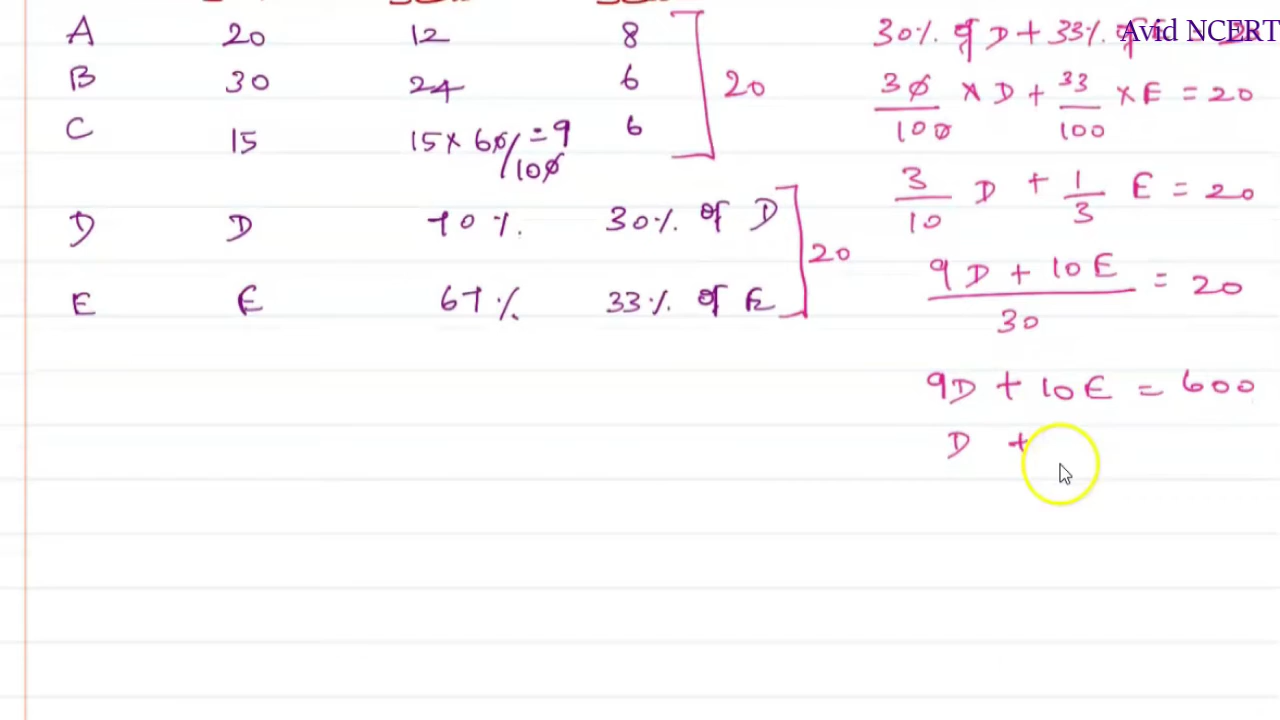 A 20 12 8
B 30 24 6
C 15 15 × 60/100 = 9 6
] 20
D D 70%. 30%. of D
E E 67% 33%. of E
] 20
Avid NCERT
30%. of D + 33%. of E = 20
30/100 × D + 33/100 × E = 20
3/10 D + 1/3 E = 20
9D + 10E / 30 = 20
9D + 10E = 600
D +